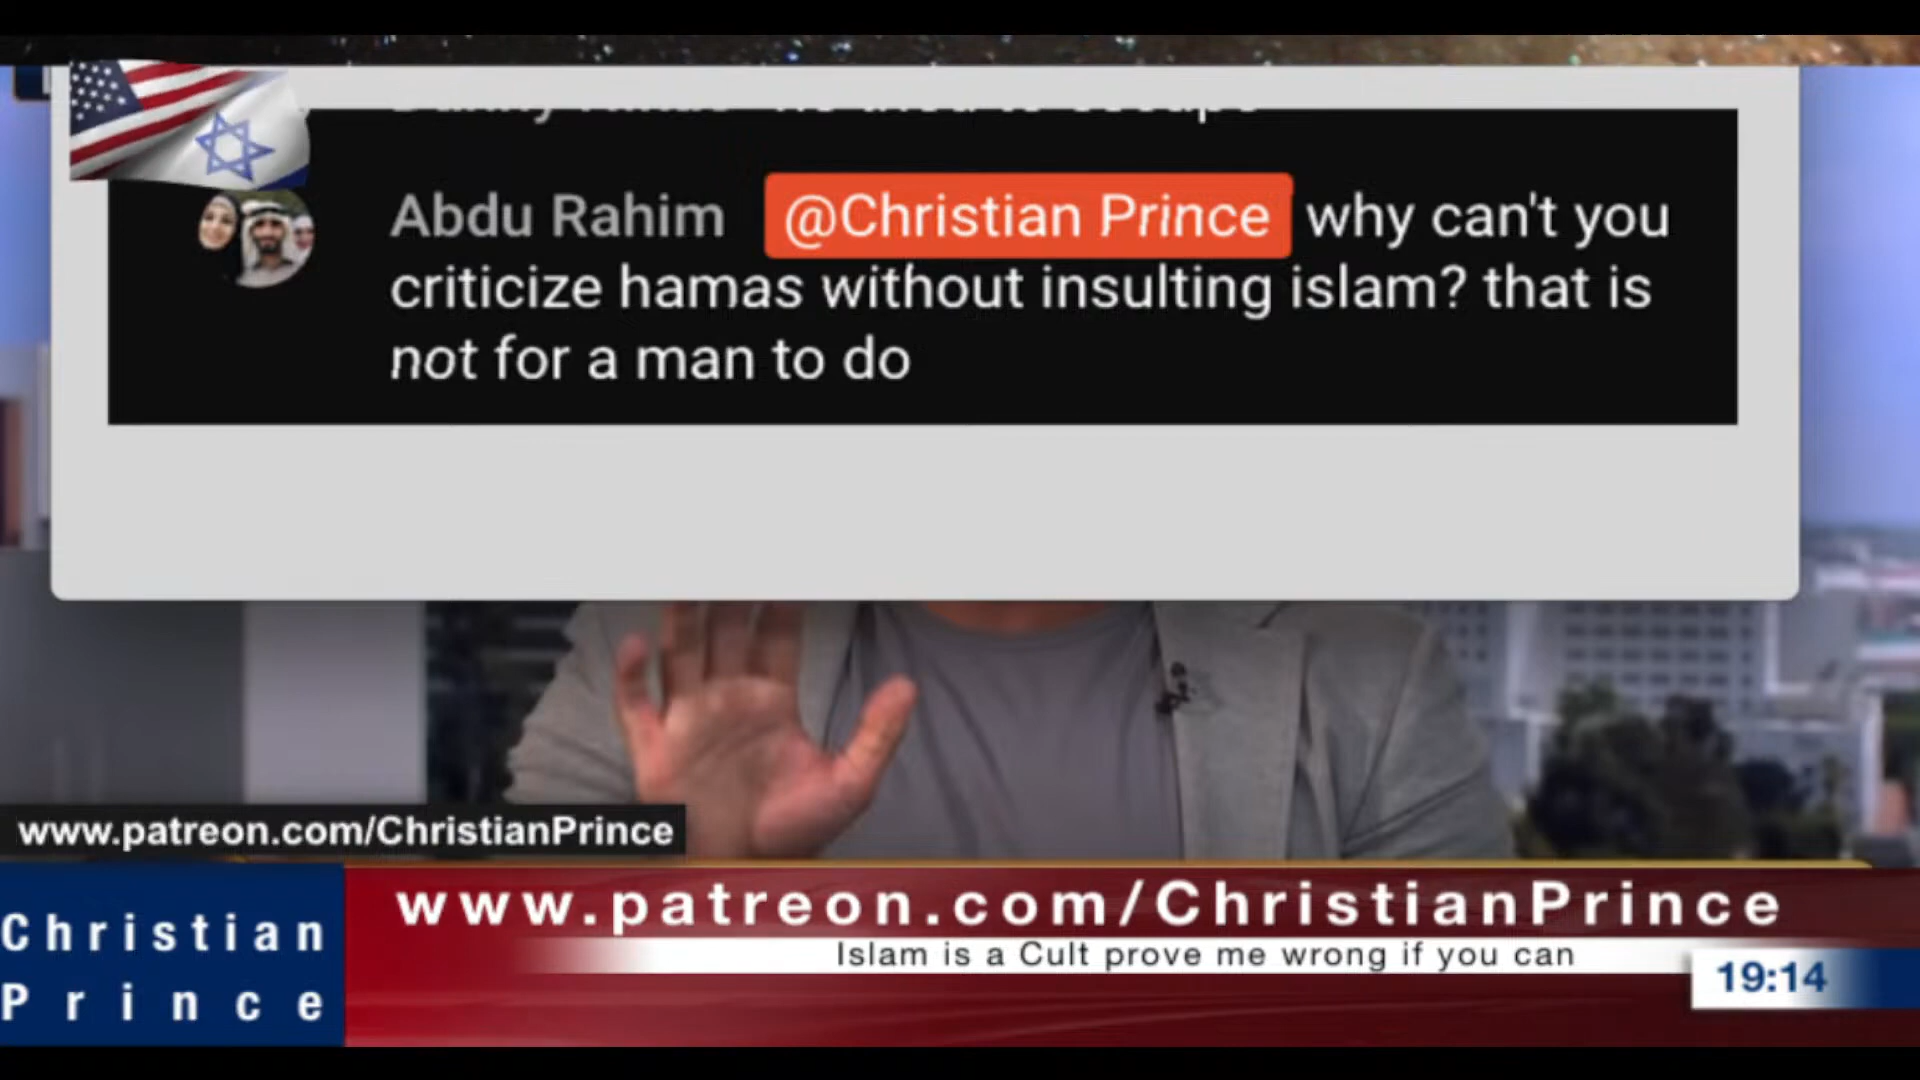 Abdu Rahim @Christian Prince why can't you
criticize hamas without insulting islam? that is
not for a man to do
www.patreon.com/ChristianPrince
www.patreon.com/ChristianPrince
Christian
Prince
Islam is a Cult prove me wrong if you can
19:14